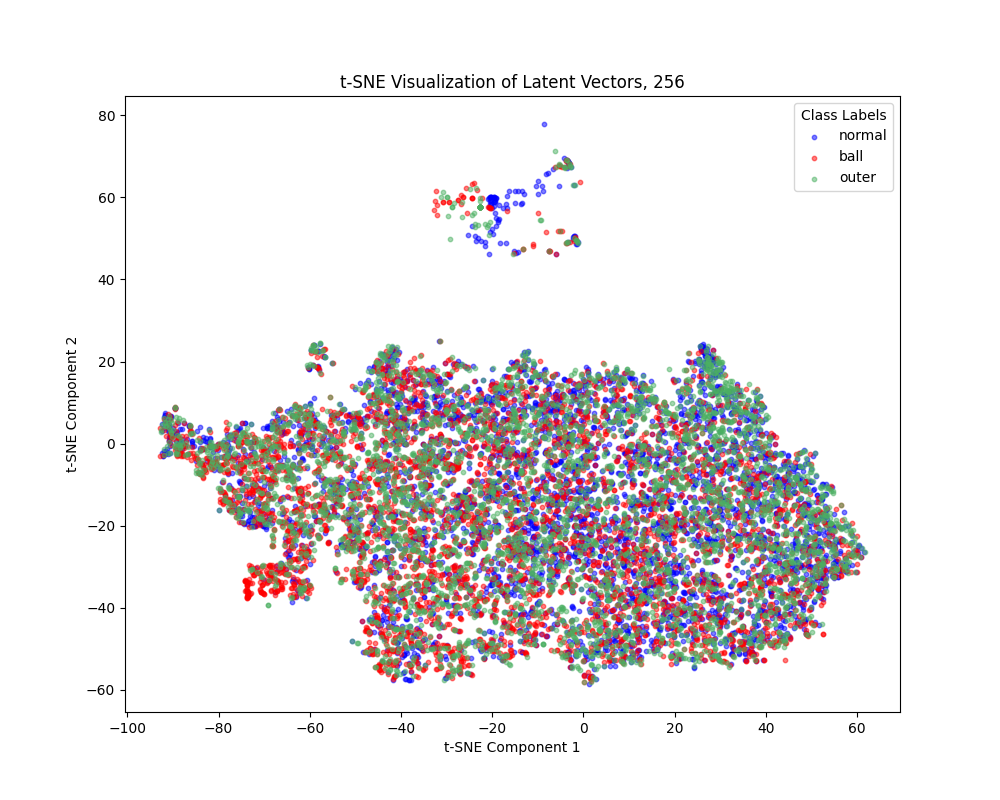 t-SNE Visualization of Latent Vectors, 256
Class Labels
normal
ball
outer
t-SNE Component 2
80
60
40
20
0
−20
−40
−60
−100
−80
−60
−40
−20
0
20
40
60
t-SNE Component 1